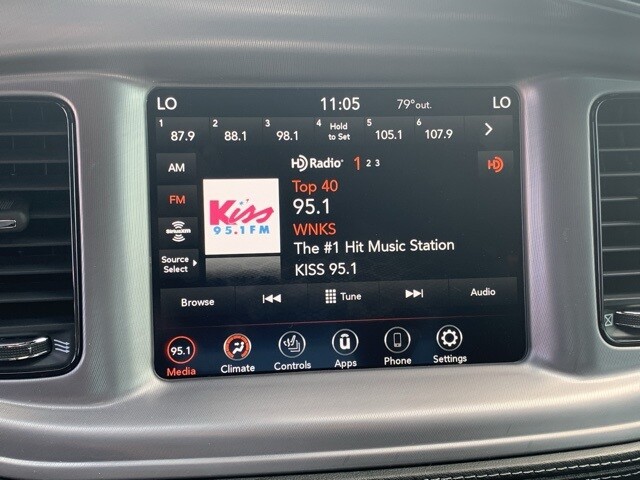 LO 11:05 79° out. LO
1 87.9 2 88.1 3 98.1 4 Hold to Set 5 105.1 6 107.9
AM HD Radio 1 2 3 HD
FM Top 40
Kiss 95.1
95.1 FM WNKS
SiriusXM The #1 Hit Music Station
Source Select KISS 95.1
Browse Tune Audio
95.1
Media Climate Controls Apps Phone Settings